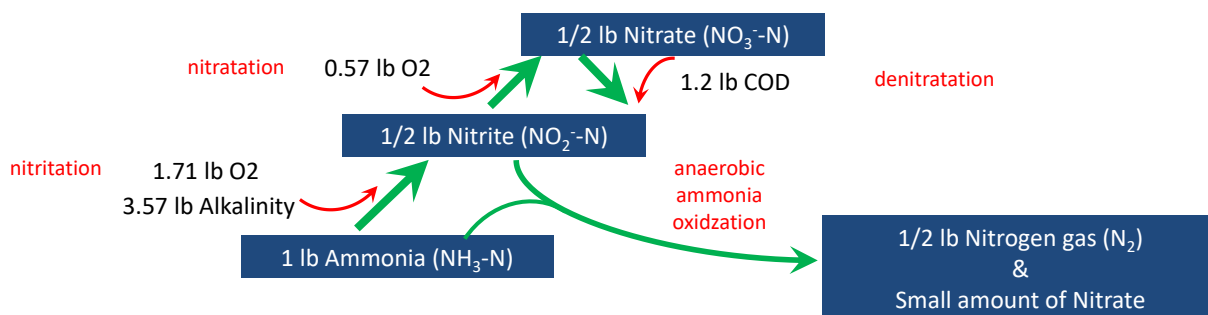 1/2 lb Nitrate (NO₃⁻-N)
nitratation
0.57 lb O2
1.2 lb COD
denitratation
1/2 lb Nitrite (NO₂⁻-N)
nitritation
1.71 lb O2
3.57 lb Alkalinity
anaerobic
ammonia
oxidzation
1 lb Ammonia (NH₃-N)
1/2 lb Nitrogen gas (N₂)
&
Small amount of Nitrate